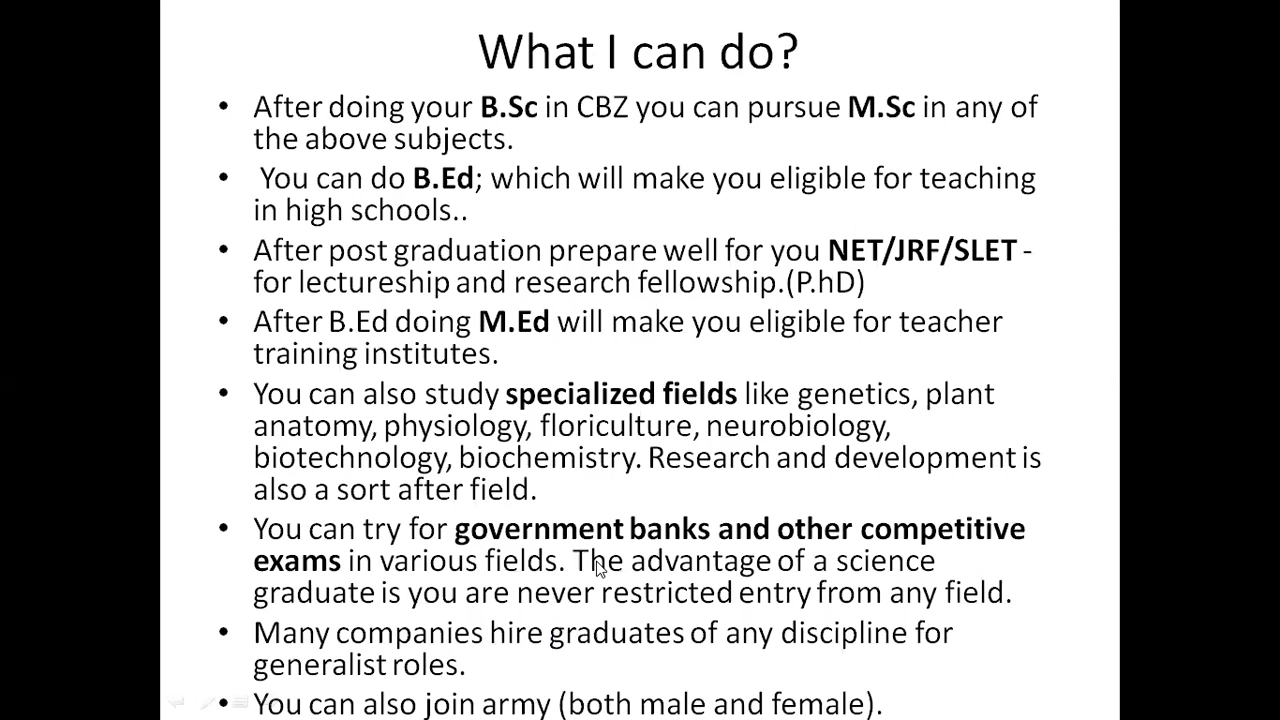 What I can do?
• After doing your B.Sc in CBZ you can pursue M.Sc in any of
the above subjects.
• You can do B.Ed; which will make you eligible for teaching
in high schools..
• After post graduation prepare well for you NET/JRF/SLET -
for lectureship and research fellowship.(P.hD)
• After B.Ed doing M.Ed will make you eligible for teacher
training institutes.
• You can also study specialized fields like genetics, plant
anatomy, physiology, floriculture, neurobiology,
biotechnology, biochemistry. Research and development is
also a sort after field.
• You can try for government banks and other competitive
exams in various fields. The advantage of a science
graduate is you are never restricted entry from any field.
• Many companies hire graduates of any discipline for
generalist roles.
• You can also join army (both male and female).